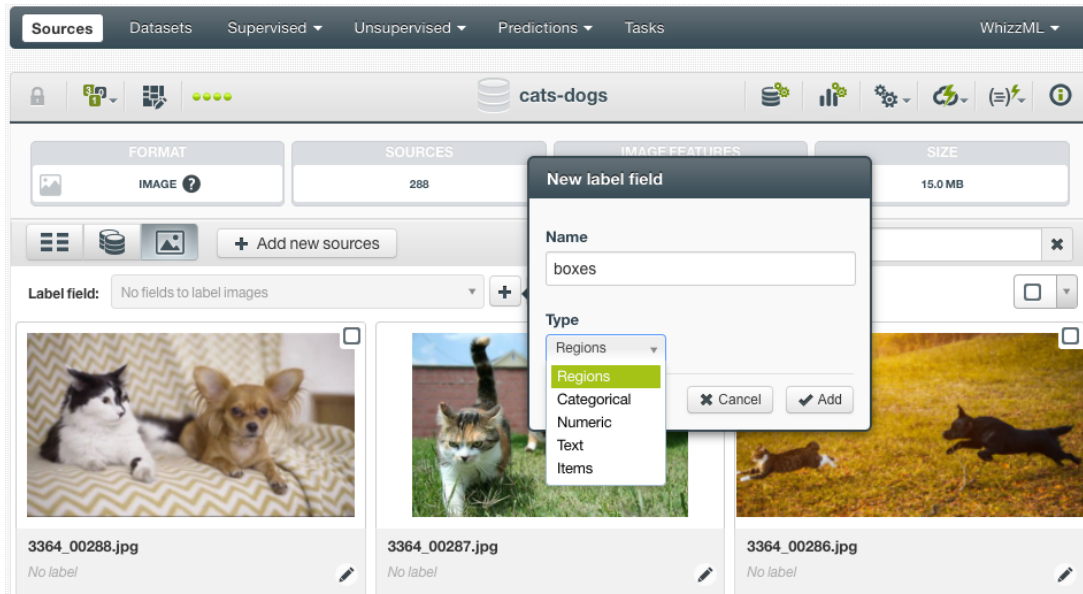 Sources Datasets Supervised Unsupervised Predictions Tasks WhizzML
cats-dogs
FORMAT SOURCES IMAGE FEATURES SIZE
IMAGE ? 288 15.0 MB
New label field
Name
boxes
Add new sources
Label field: No fields to label images
Type
Regions
Regions
Categorical
Numeric
Text
Items
Cancel Add
3364_00288.jpg 3364_00287.jpg 3364_00286.jpg
No label No label No label